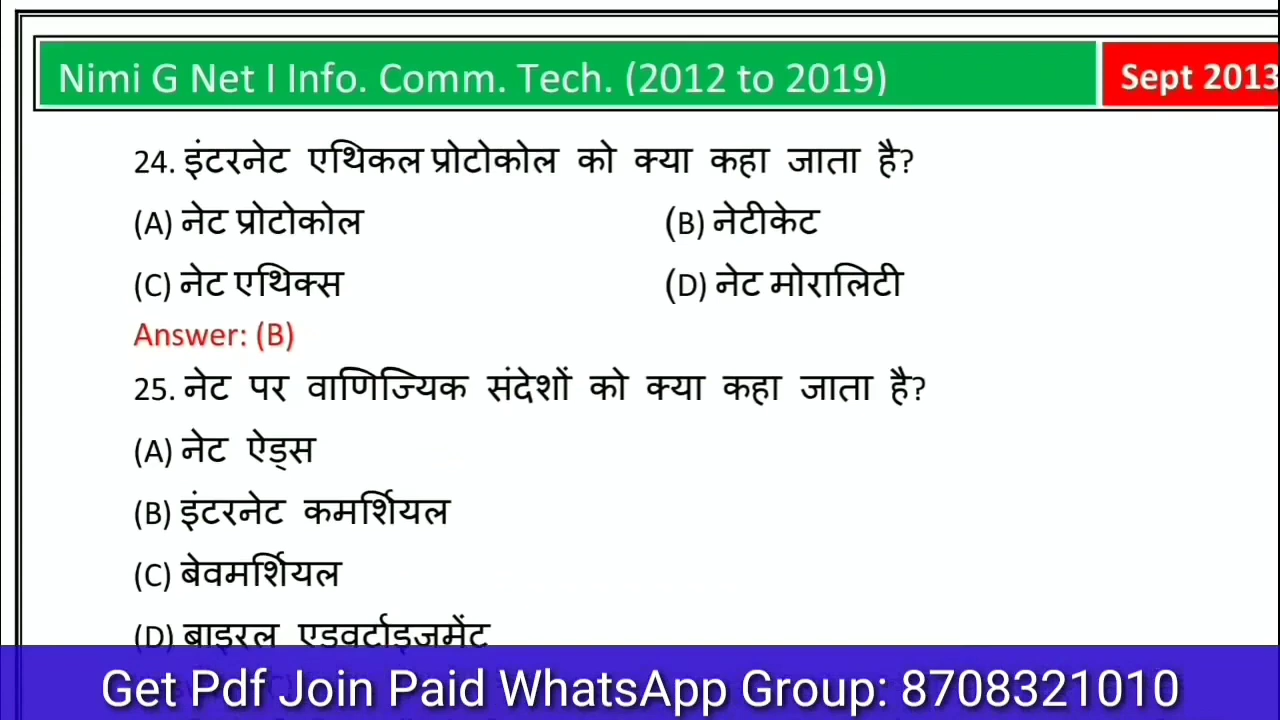 Nimi G Net I Info. Comm. Tech. (2012 to 2019)
Sept 2013
24. इंटरनेट एथिकल प्रोटोकोल को क्या कहा जाता है?
(A) नेट प्रोटोकोल (B) नेटीकेट
(C) नेट एथिक्स (D) नेट मोरालिटी
Answer: (B)
25. नेट पर वाणिज्यिक संदेशों को क्या कहा जाता है?
(A) नेट ऐड्स
(B) इंटरनेट कमर्शियल
(C) बेवमर्शियल
(D) बाइरल एडवर्टाइजमेंट
Get Pdf Join Paid WhatsApp Group: 8708321010